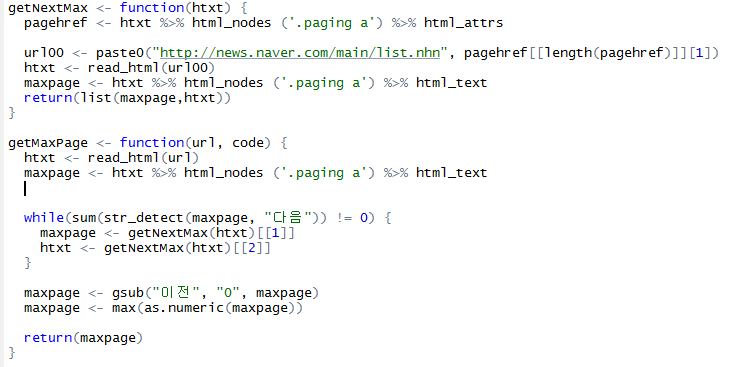 getNextMax <- function(htxt) {
  pagehref <- htxt %>% html_nodes ('.paging a') %>% html_attrs
  url00 <- paste0("http://news.naver.com/main/list.nhn", pagehref[[length(pagehref)]][1])
  htxt <- read_html(url00)
  maxpage <- htxt %>% html_nodes ('.paging a') %>% html_text
  return(list(maxpage,htxt))
}
getMaxPage <- function(url, code) {
  htxt <- read_html(url)
  maxpage <- htxt %>% html_nodes ('.paging a') %>% html_text
  while(sum(str_detect(maxpage, "다음")) != 0) {
    maxpage <- getNextMax(htxt)[[1]]
    htxt <- getNextMax(htxt)[[2]]
  }
  maxpage <- gsub("이전", "0", maxpage)
  maxpage <- max(as.numeric(maxpage))
  return(maxpage)
}